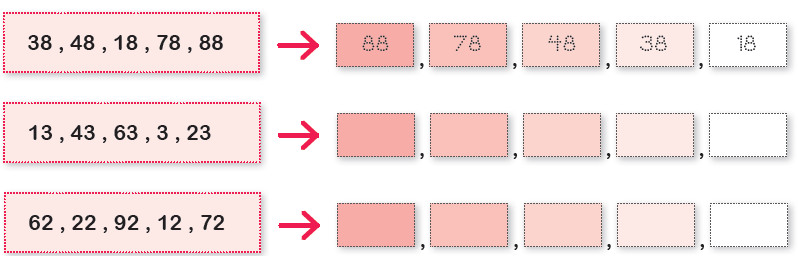 38 , 48 , 18 , 78 , 88 → 88 , 78 , 48 , 38 , 18
13 , 43 , 63 , 3 , 23 → , , , ,
62 , 22 , 92 , 12 , 72 → , , , ,